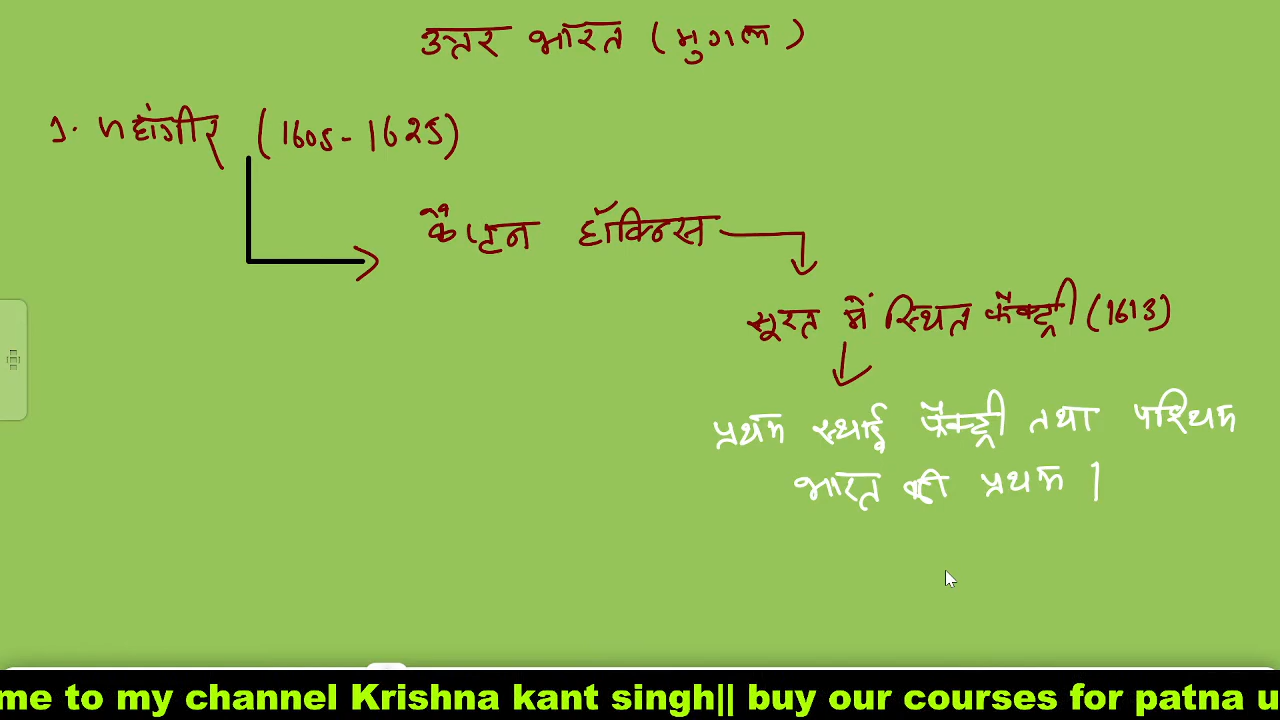 उत्तर भारत (मुगल)
1. जहांगीर (1605-1625)
कैप्टन हॉकिन्स
सूरत में स्थित फैक्ट्री (1613)
प्रथम स्थाई फैक्ट्री तथा पश्चिम
भारत की प्रथम।
me to my channel Krishna kant singh|| buy our courses for patna u